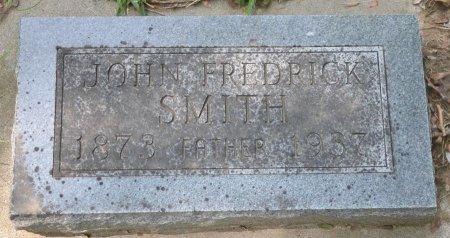 JOHN FREDRICK
SMITH
1873 FATHER 1937